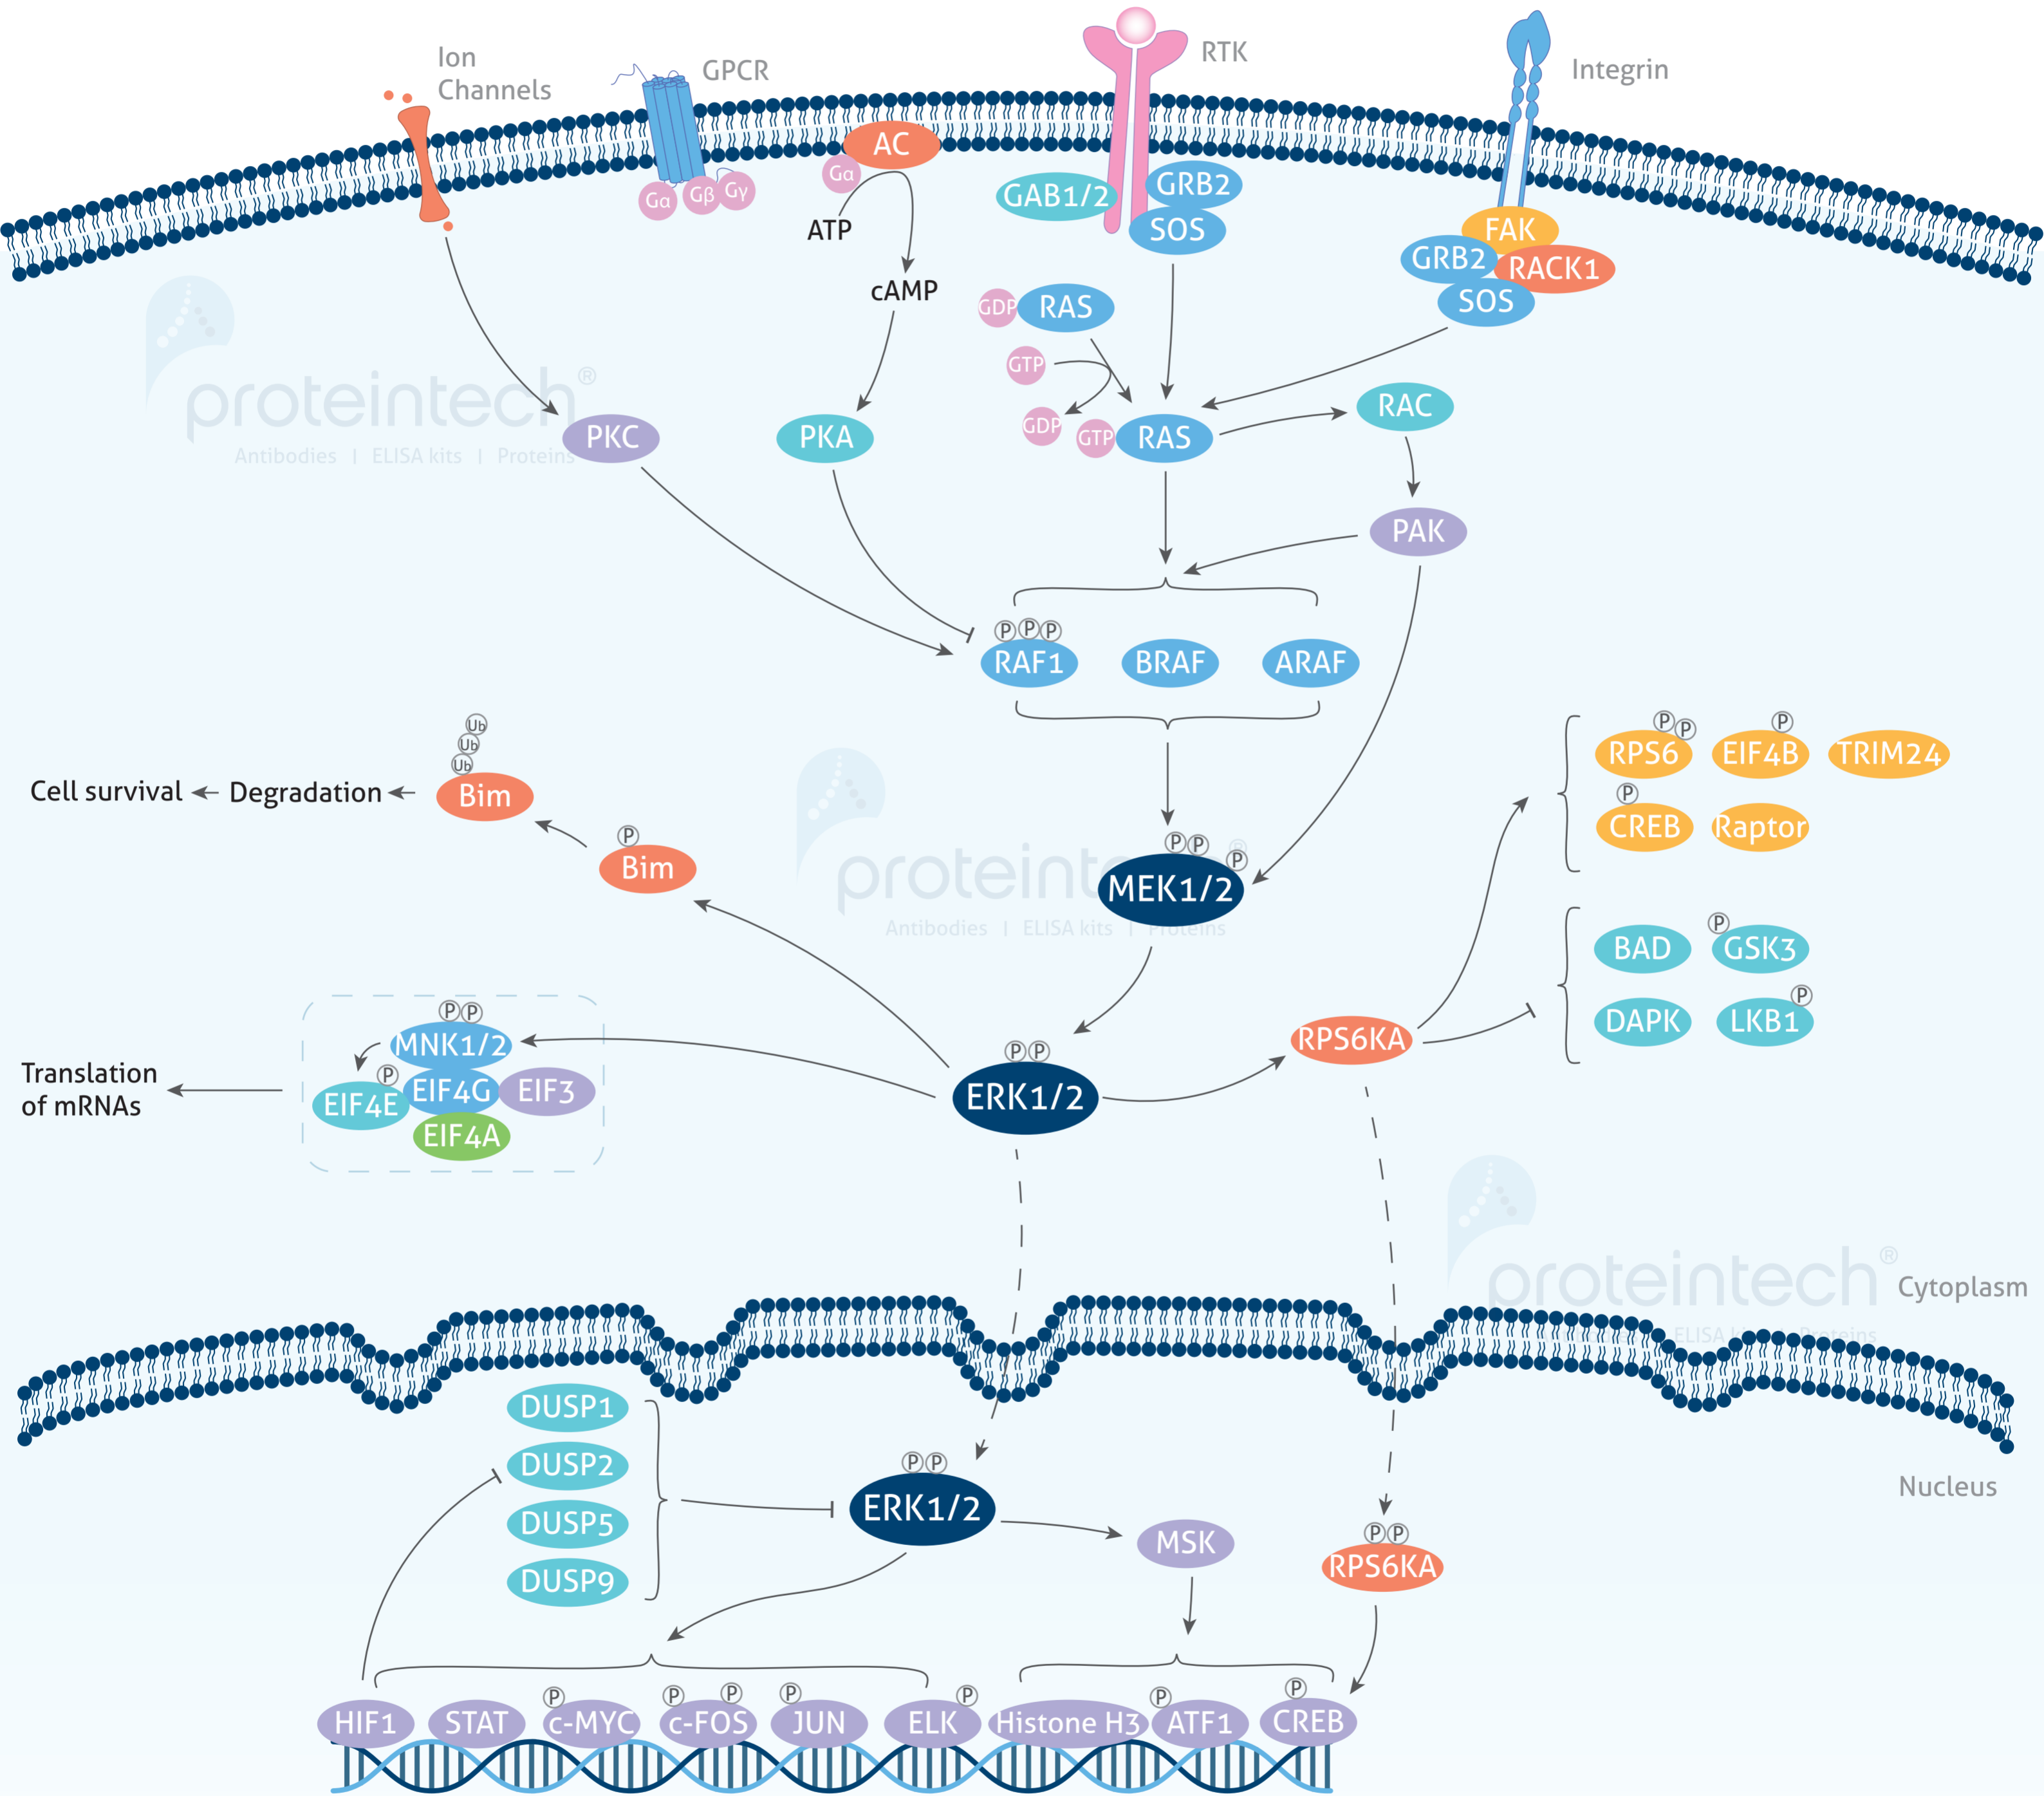 Ion
Channels
GPCR
RTK
Integrin
AC
Gα
Gα
Gβ
Gγ
ATP
cAMP
GAB1/2
GRB2
SOS
FAK
GRB2
RACK1
SOS
GDP
RAS
GTP
GDP
GTP
RAS
RAC
PAK
proteintech®
Antibodies | ELISA kits | Proteins
PKC
PKA
P P P
RAF1
BRAF
ARAF
Ub
Ub
Ub
Bim
Degradation
Cell survival
P
Bim
proteintech®
Antibodies | ELISA kits | Proteins
P P P
MEK1/2
P P
RPS6
P
EIF4B
TRIM24
P
CREB
Raptor
BAD
P
GSK3
DAPK
P
LKB1
P P
MNK1/2
P
EIF4E
EIF4G
EIF3
EIF4A
Translation
of mRNAs
P P
ERK1/2
RPS6KA
proteintech®
Antibodies | ELISA kits | Proteins
Cytoplasm
Nucleus
DUSP1
DUSP2
DUSP5
DUSP9
P P
ERK1/2
MSK
P P
RPS6KA
HIF1
STAT
P
c-MYC
P P
c-FOS
P
JUN
P
ELK
Histone H3
P
ATF1
P
CREB